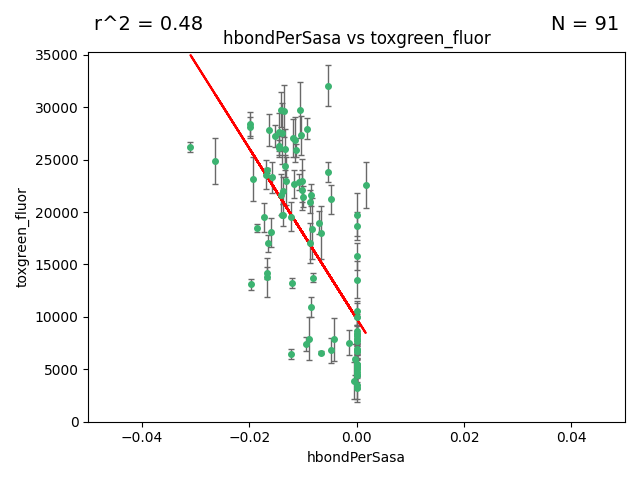 r^2 = 0.48
N = 91
hbondPerSasa vs toxgreen_fluor
toxgreen_fluor
35000
30000
25000
20000
15000
10000
5000
0
−0.04
−0.02
0.00
0.02
0.04
hbondPerSasa